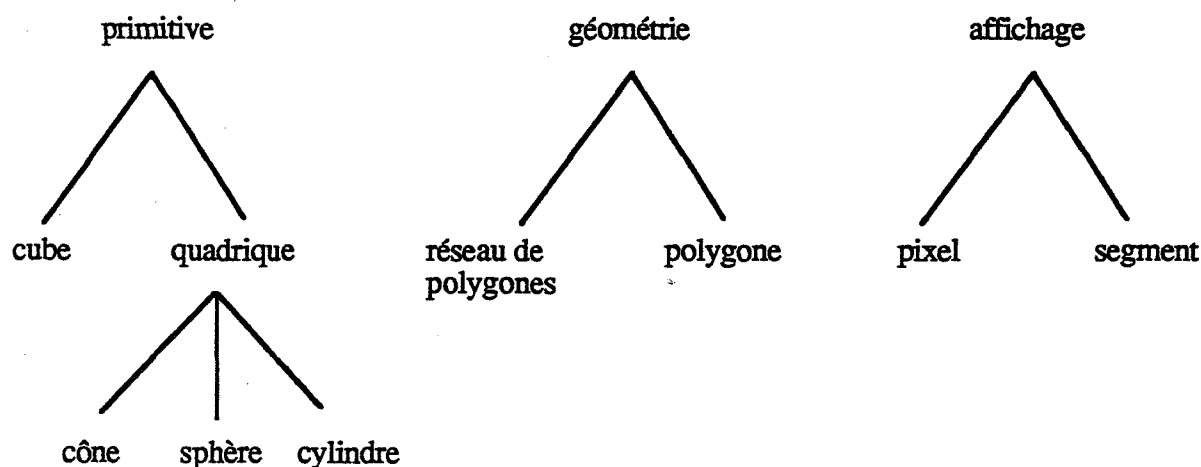 primitive
géométrie
affichage
cube
quadrique
réseau de
polygones
polygone
pixel
segment
cône
sphère
cylindre